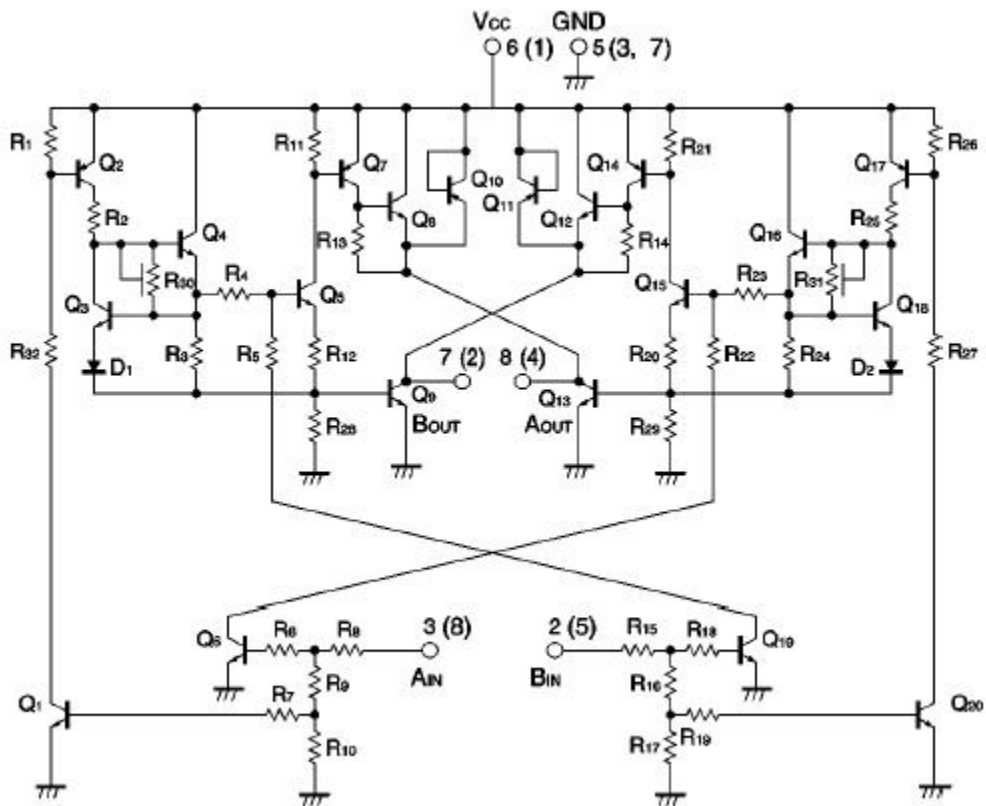 Vcc GND
6 (1) 5 (3, 7)
R1 R11 R21 R26
Q2 Q7 Q10 Q14 Q17
Q11
R2 Q8 Q12 R25
Q4 R13 R14 Q16
R30 R4 Q5 Q15 R23 R31
Q3 Q18
R32 R3 R5 R12 R20 R22 R24 R27
D1 7 (2) 8 (4) D2
Q9 Q13
R28 BOUT AOUT R29
Q6 R6 R8 3 (8) 2 (5) R15 R18 Q19
R9 AIN BIN R16
Q1 R7 Q20
R10 R17 R19